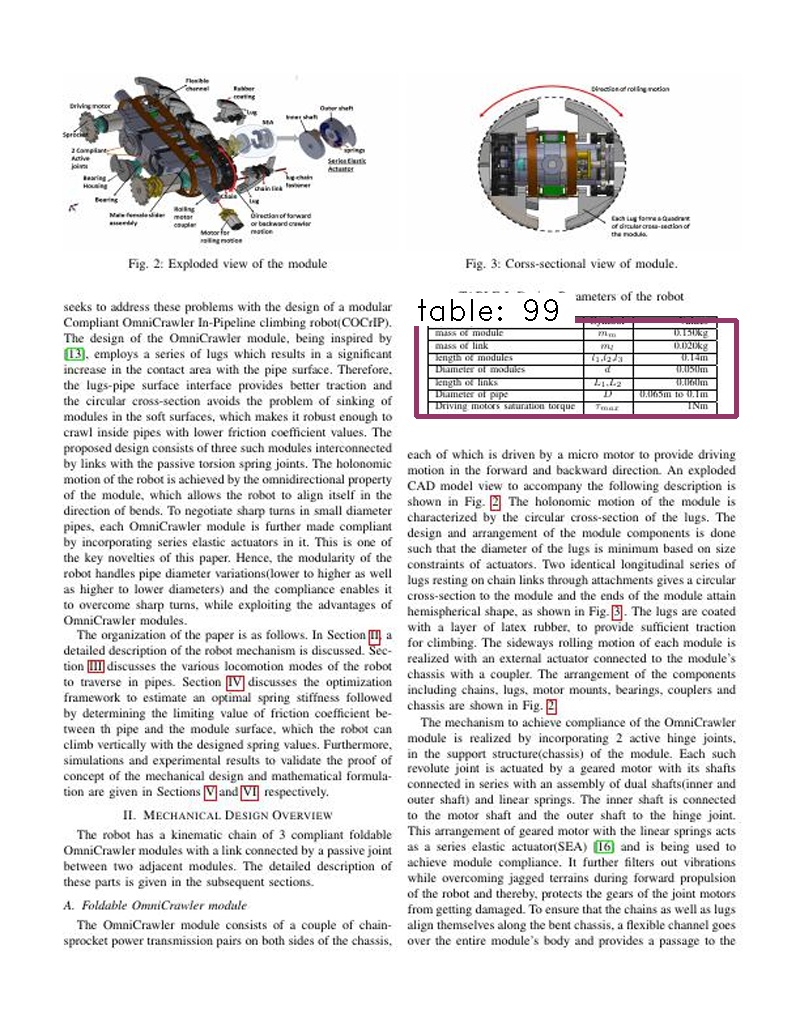 Flexible
channel
Rubber
coating
Driving motor
Lug
Outer shaft
Inner shaft
SEA
Sprocket
springs
2 Compliant
Active
joints
Series Elastic
Actuator
Bearing
Housing
lug-chain
fastener
chain link
Chain
Lug
Bearing
Male-female slider
assembly
Rolling
motor
coupler
Direction of forward
or backward crawler
motion
Motor for
rolling motion
Fig. 2: Exploded view of the module
Direction of rolling motion
Each Lug forms a Quadrant
of circular cross-section of
the module.
Fig. 3: Corss-sectional view of module.
seeks to address these problems with the design of a modular
Compliant OmniCrawler In-Pipeline climbing robot(COCrIP).
The design of the OmniCrawler module, being inspired by
[13], employs a series of lugs which results in a significant
increase in the contact area with the pipe surface. Therefore,
the lugs-pipe surface interface provides better traction and
the circular cross-section avoids the problem of sinking of
modules in the soft surfaces, which makes it robust enough to
crawl inside pipes with lower friction coefficient values. The
proposed design consists of three such modules interconnected
by links with the passive torsion spring joints. The holonomic
motion of the robot is achieved by the omnidirectional property
of the module, which allows the robot to align itself in the
direction of bends. To negotiate sharp turns in small diameter
pipes, each OmniCrawler module is further made compliant
by incorporating series elastic actuators in it. This is one of
the key novelties of this paper. Hence, the modularity of the
robot handles pipe diameter variations(lower to higher as well
as higher to lower diameters) and the compliance enables it
to overcome sharp turns, while exploiting the advantages of
OmniCrawler modules.
The organization of the paper is as follows. In Section II, a
detailed description of the robot mechanism is discussed. Sec-
tion III discusses the various locomotion modes of the robot
to traverse in pipes. Section IV discusses the optimization
framework to estimate an optimal spring stiffness followed
by determining the limiting value of friction coefficient be-
tween th pipe and the module surface, which the robot can
climb vertically with the designed spring values. Furthermore,
simulations and experimental results to validate the proof of
concept of the mechanical design and mathematical formula-
tion are given in Sections V and VI respectively.
II. MECHANICAL DESIGN OVERVIEW
The robot has a kinematic chain of 3 compliant foldable
OmniCrawler modules with a link connected by a passive joint
between two adjacent modules. The detailed description of
these parts is given in the subsequent sections.
A. Foldable OmniCrawler module
The OmniCrawler module consists of a couple of chain-
sprocket power transmission pairs on both sides of the chassis,
rameters of the robot
table: 99
mass of module m_m 0.150kg
mass of link m_l 0.020kg
length of modules l1,l2,l3 0.14m
Diameter of modules d 0.050m
length of links L1,L2 0.060m
Diameter of pipe D 0.065m to 0.1m
Driving motors saturation torque τmax 1Nm
each of which is driven by a micro motor to provide driving
motion in the forward and backward direction. An exploded
CAD model view to accompany the following description is
shown in Fig. 2. The holonomic motion of the module is
characterized by the circular cross-section of the lugs. The
design and arrangement of the module components is done
such that the diameter of the lugs is minimum based on size
constraints of actuators. Two identical longitudinal series of
lugs resting on chain links through attachments gives a circular
cross-section to the module and the ends of the module attain
hemispherical shape, as shown in Fig. 3. The lugs are coated
with a layer of latex rubber, to provide sufficient traction
for climbing. The sideways rolling motion of each module is
realized with an external actuator connected to the module's
chassis with a coupler. The arrangement of the components
including chains, lugs, motor mounts, bearings, couplers and
chassis are shown in Fig. 2
The mechanism to achieve compliance of the OmniCrawler
module is realized by incorporating 2 active hinge joints,
in the support structure(chassis) of the module. Each such
revolute joint is actuated by a geared motor with its shafts
connected in series with an assembly of dual shafts(inner and
outer shaft) and linear springs. The inner shaft is connected
to the motor shaft and the outer shaft to the hinge joint.
This arrangement of geared motor with the linear springs acts
as a series elastic actuator(SEA) [16] and is being used to
achieve module compliance. It further filters out vibrations
while overcoming jagged terrains during forward propulsion
of the robot and thereby, protects the gears of the joint motors
from getting damaged. To ensure that the chains as well as lugs
align themselves along the bent chassis, a flexible channel goes
over the entire module's body and provides a passage to the